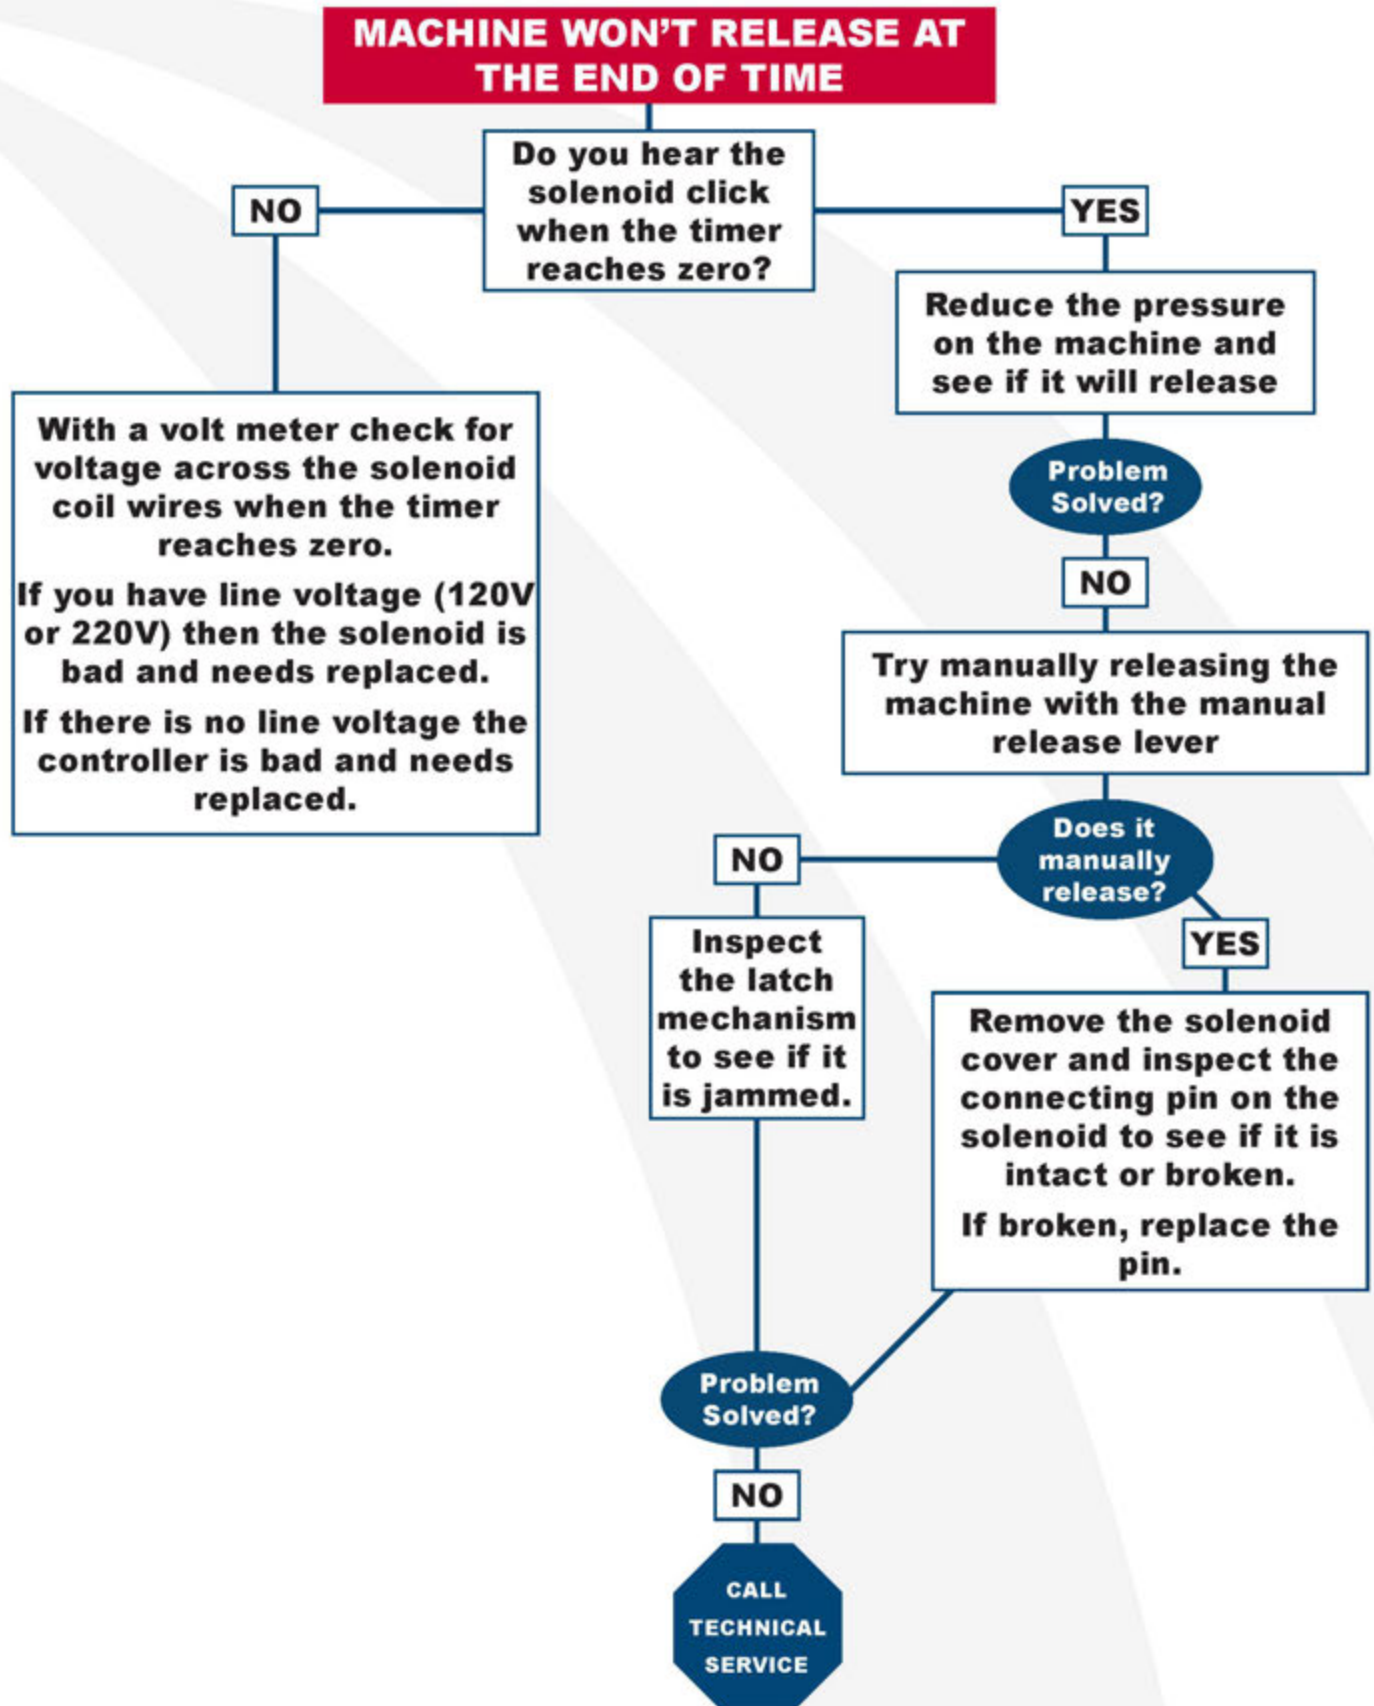 MACHINE WON'T RELEASE AT
THE END OF TIME
Do you hear the
solenoid click
when the timer
reaches zero?
NO
YES
With a volt meter check for
voltage across the solenoid
coil wires when the timer
reaches zero.
If you have line voltage (120V
or 220V) then the solenoid is
bad and needs replaced.
If there is no line voltage the
controller is bad and needs
replaced.
Reduce the pressure
on the machine and
see if it will release
Problem
Solved?
NO
Try manually releasing the
machine with the manual
release lever
Does it
manually
release?
NO
YES
Inspect
the latch
mechanism
to see if it
is jammed.
Remove the solenoid
cover and inspect the
connecting pin on the
solenoid to see if it is
intact or broken.
If broken, replace the
pin.
Problem
Solved?
NO
CALL
TECHNICAL
SERVICE